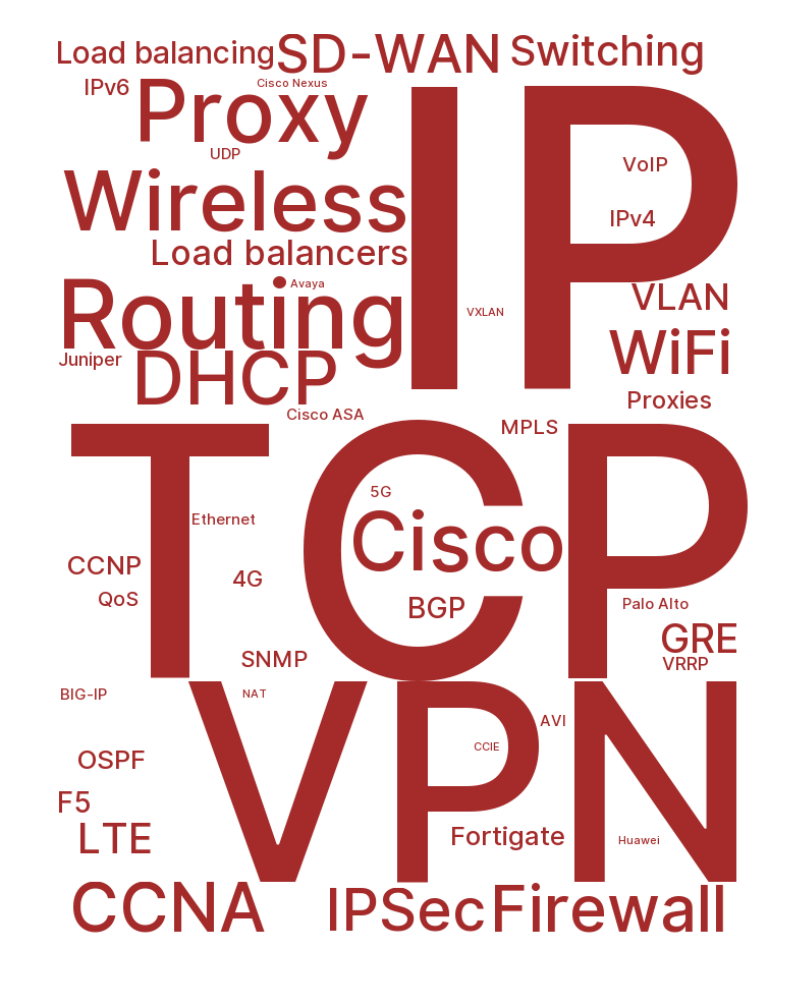 Load balancing SD-WAN Switching
IPv6 Proxy Cisco Nexus
UDP
IP
VoIP
Wireless
IPv4
Load balancers
Routing Avaya
VXLAN
VLAN
WiFi
Juniper DHCP
Proxies
Cisco ASA
MPLS
TCP
5G
Ethernet
Cisco
CCNP
4G
QoS
BGP
Palo Alto
GRE
SNMP
VRRP
BIG-IP
NAT
VPN
AVI
CCIE
OSPF
F5
LTE
Fortigate
Huawei
CCNA IPSec Firewall